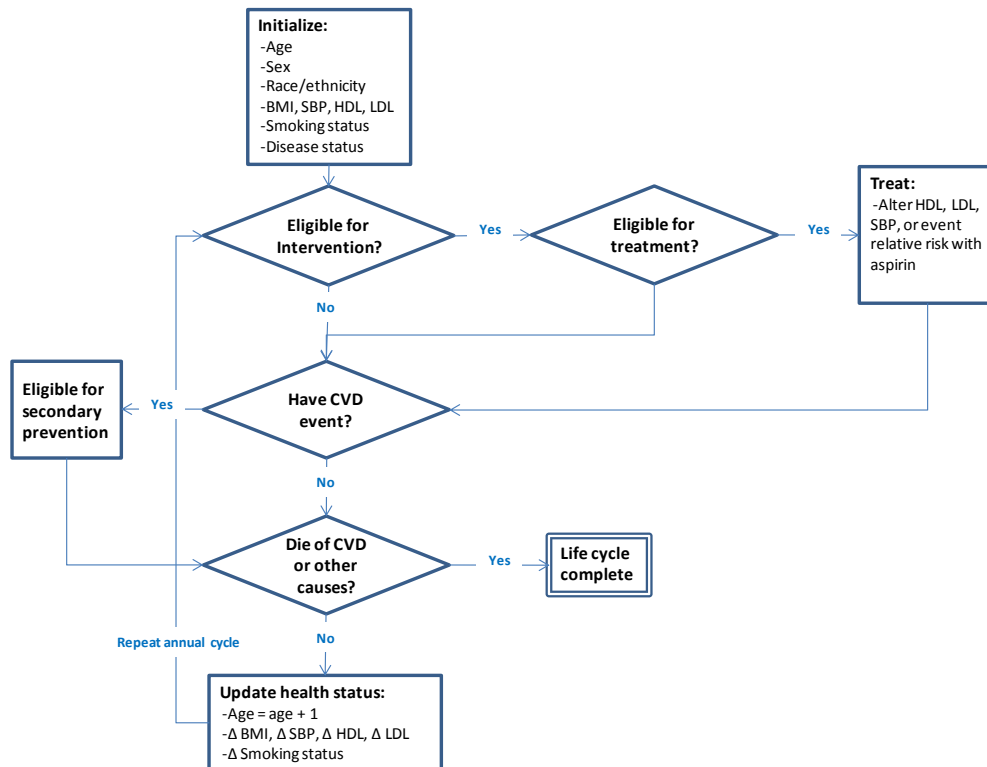 Initialize:
-Age
-Sex
-Race/ethnicity
-BMI, SBP, HDL, LDL
-Smoking status
-Disease status
Eligible for
Intervention?
Yes
Eligible for
treatment?
Yes
Treat:
-Alter HDL, LDL,
SBP, or event
relative risk with
aspirin
No
Eligible for
secondary
prevention
Yes
Have CVD
event?
No
Die of CVD
or other
causes?
Yes
Life cycle
complete
No
Repeat annual cycle
Update health status:
-Age = age + 1
-Δ BMI, Δ SBP, Δ HDL, Δ LDL
-Δ Smoking status